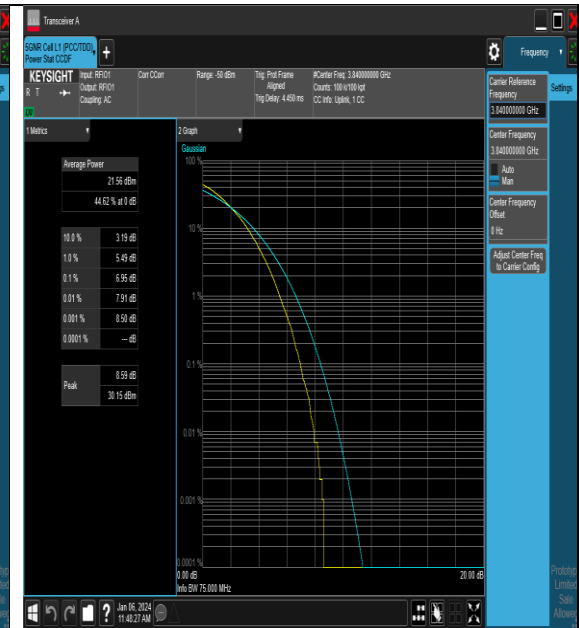 Transceiver A
5GNR Cell L1 (PCC/TDD),
Power Stat CCDF
Frequency
KEYSIGHT
R T
Input: RFIO1
Output: RFIO1
Coupling: AC
Corr CCorr
Range: -50 dBm
Trig: Prot Frame
Aligned
Trig Delay: 4.450 ms
#Center Freq: 3.840000000 GHz
Counts: 100 k/100 kpt
CC Info: Uplink, 1 CC
Carrier Reference
Frequency
3.840000000 GHz
Settings
Center Frequency
3.840000000 GHz
Auto
Man
Center Frequency
Offset
0 Hz
Adjust Center Freq
to Carrier Config
1 Metrics
Average Power
21.56 dBm
44.62 % at 0 dB
10.0 % 3.19 dB
1.0 % 5.49 dB
0.1 % 6.95 dB
0.01 % 7.91 dB
0.001 % 8.50 dB
0.0001 % --- dB
Peak
8.59 dB
30.15 dBm
2 Graph
Gaussian
100 %
10 %
1 %
0.1 %
0.01 %
0.001 %
0.0001 %
0.00 dB
20.00 dB
Info BW 75.000 MHz
Jan 06, 2024
11:48:27 AM